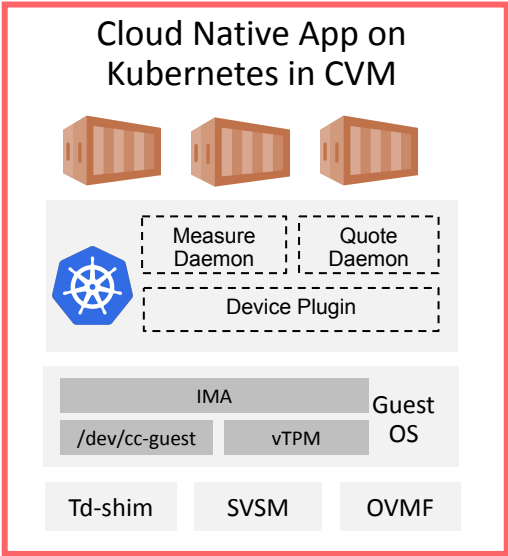 Cloud Native App on
Kubernetes in CVM
Measure
Daemon
Quote
Daemon
Device Plugin
IMA
/dev/cc-guest
vTPM
Guest
OS
Td-shim
SVSM
OVMF